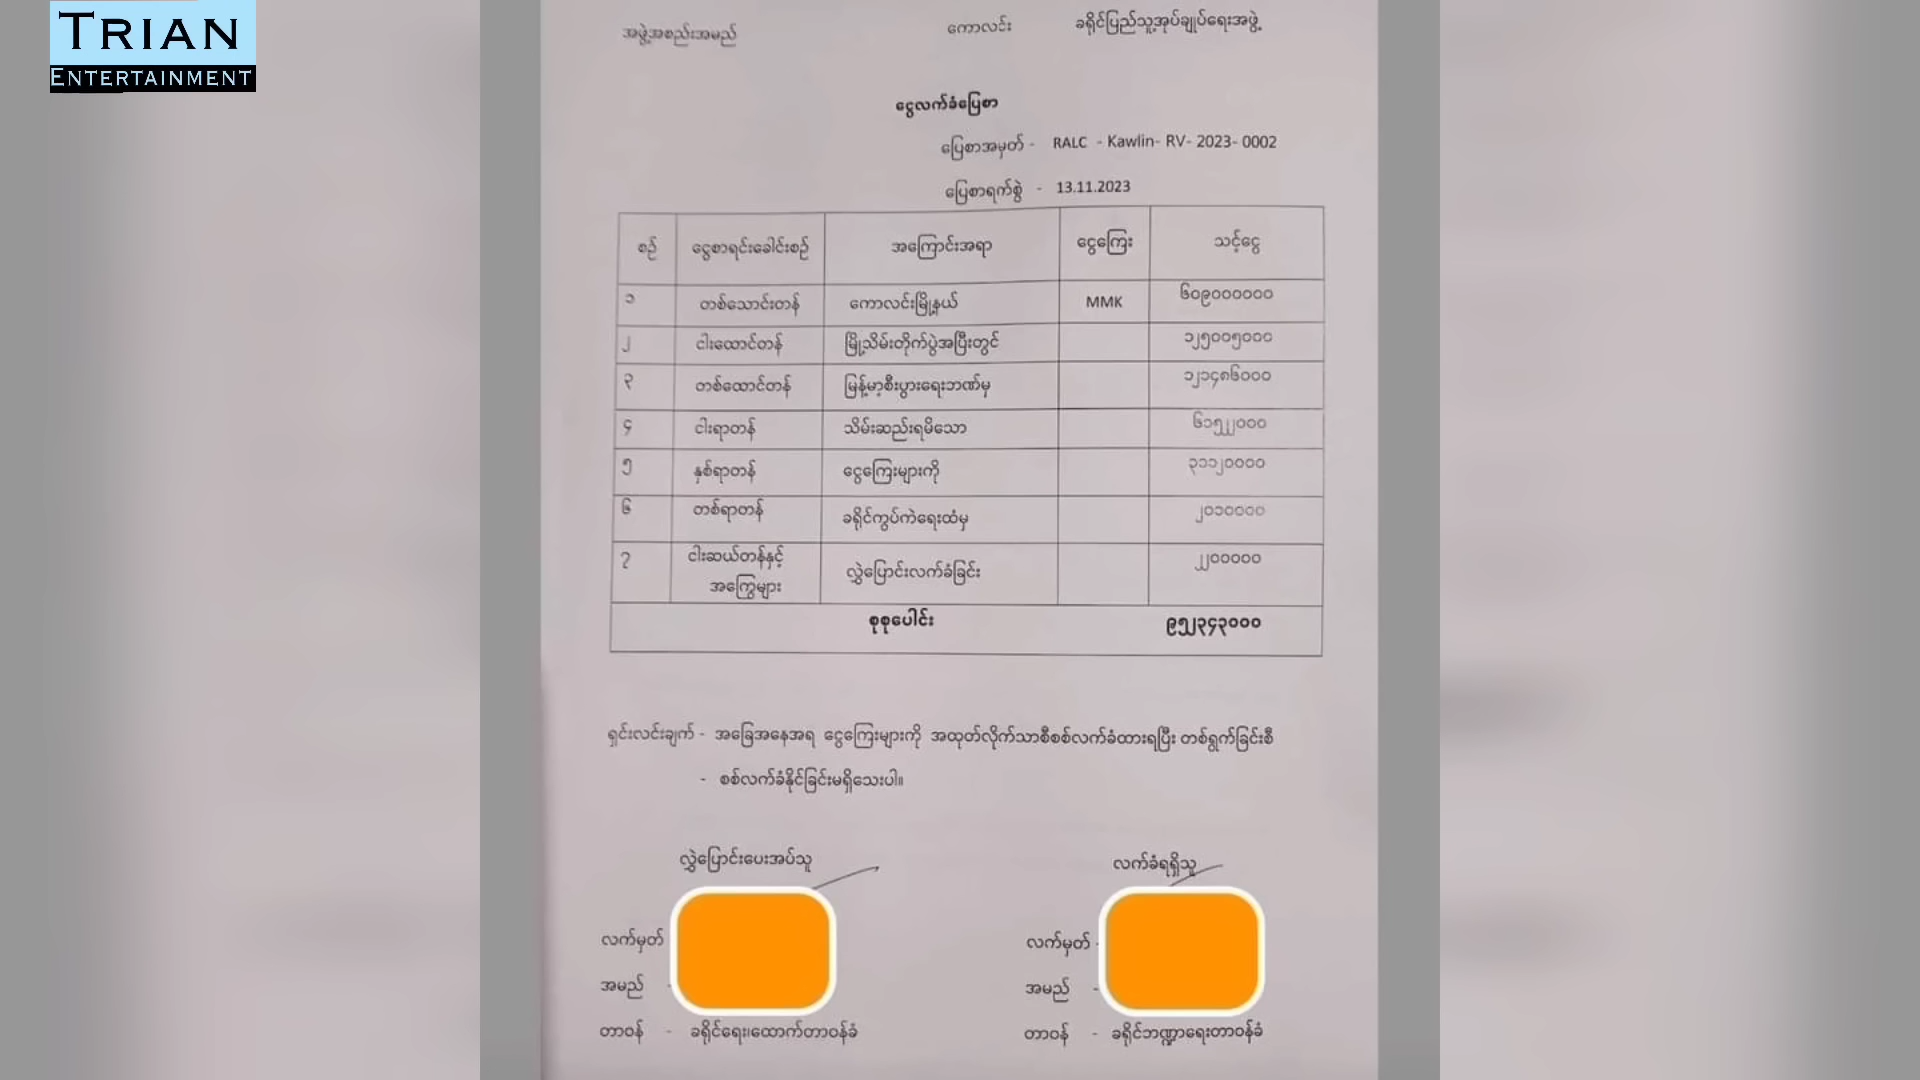 TRIAN
ENTERTAINMENT
အဖွဲ့အစည်းအမည် ကောလင်း ခရိုင်ပြည်သူ့အုပ်ချုပ်ရေးအဖွဲ့
ငွေလက်ခံပြေစာ
ပြေစာအမှတ် - RALC - Kawlin- RV- 2023- 0002
ပြေစာရက်စွဲ - 13.11.2023
စဉ် ငွေစာရင်းခေါင်းစဉ် အကြောင်းအရာ ငွေကြေး သင့်ငွေ
၁ တစ်သောင်းတန် ကောလင်းမြို့နယ် MMK ၆၀၉၀၀၀၀၀၀
၂ ငါးထောင်တန် မြို့သိမ်းတိုက်ပွဲအပြီးတွင် ၁၂၅၀၀၅၀၀၀
၃ တစ်ထောင်တန် မြန်မာ့စီးပွားရေးဘဏ်မှ ၁၂၁၄၈၆၀၀၀
၄ ငါးရာတန် သိမ်းဆည်းရမိသော ၆၁၅၂၂၀၀၀
၅ နှစ်ရာတန် ငွေကြေးများကို ၃၁၁၂၀၀၀၀
၆ တစ်ရာတန် ခရိုင်ကွပ်ကဲရေးထံမှ ၂၀၁၀၀၀၀
၇ ငါးဆယ်တန်နှင့် အကြွေများ လွှဲပြောင်းလက်ခံခြင်း ၂၂၀၀၀၀၀
စုစုပေါင်း ၉၅၂၃၄၃၀၀၀
ရှင်းလင်းချက် - အခြေအနေအရ ငွေကြေးများကို အထုတ်လိုက်သာစီစစ်လက်ခံထားရပြီး တစ်ရွက်ခြင်းစီ
- စစ်လက်ခံနိုင်ခြင်းမရှိသေးပါ။
လွှဲပြောင်းပေးအပ်သူ လက်ခံရရှိသူ
လက်မှတ် လက်မှတ် -
အမည် - အမည် -
တာဝန် - ခရိုင်ရေး၊ထောက်တာဝန်ခံ တာဝန် - ခရိုင်ဘဏ္ဍာရေးတာဝန်ခံ